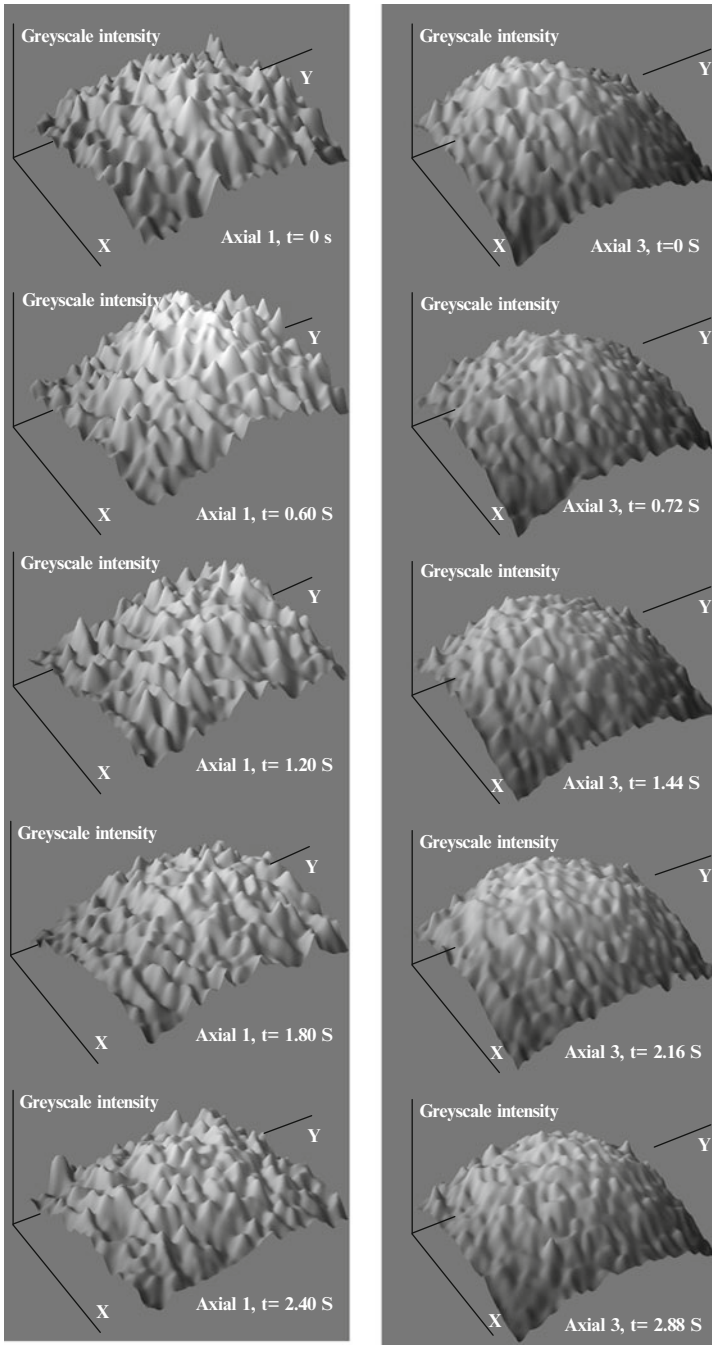 Greyscale intensity
Y
X
Axial 1, t= 0 s
Greyscale intensity
Y
X
Axial 1, t= 0.60 S
Greyscale intensity
Y
X
Axial 1, t= 1.20 S
Greyscale intensity
Y
X
Axial 1, t= 1.80 S
Greyscale intensity
Y
X
Axial 1, t= 2.40 S
Greyscale intensity
Y
X
Axial 3, t=0 S
Greyscale intensity
Y
X
Axial 3, t= 0.72 S
Greyscale intensity
Y
X
Axial 3, t= 1.44 S
Greyscale intensity
Y
X
Axial 3, t= 2.16 S
Greyscale intensity
Y
X
Axial 3, t= 2.88 S